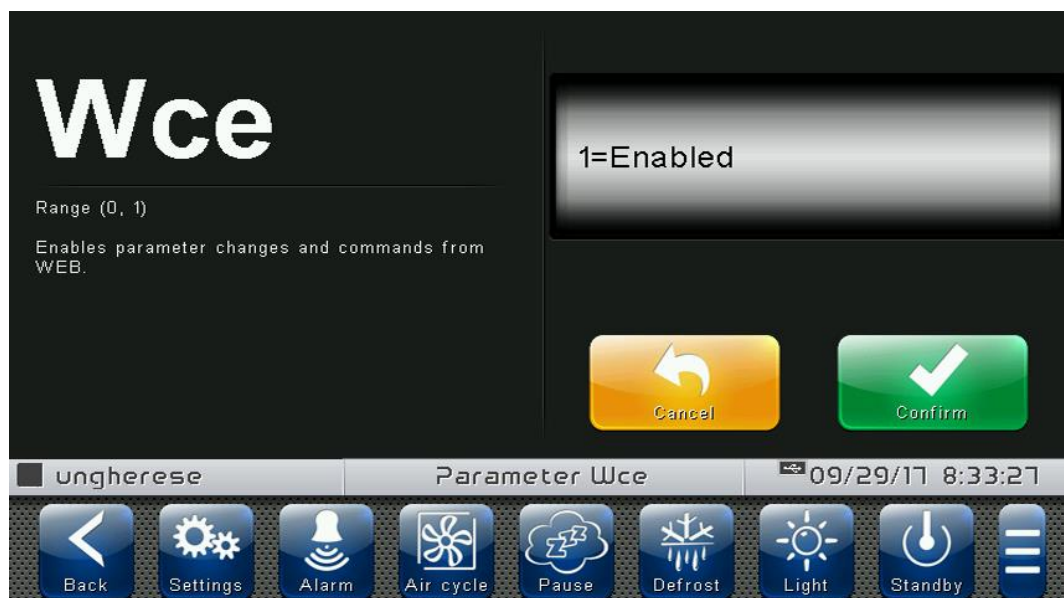 Wce
Range (0, 1)
Enables parameter changes and commands from
WEB.
1=Enabled
Cancel
Confirm
ungherese
Parameter Wce
09/29/17 8:33:27
Back
Settings
Alarm
Air cycle
Pause
Defrost
Light
Standby